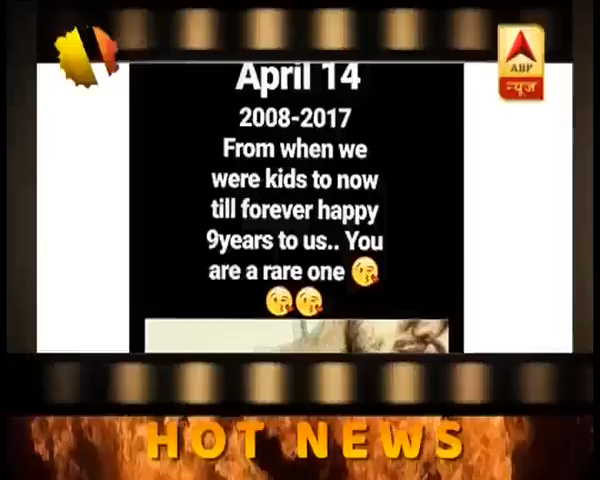 April 14
2008-2017
From when we
were kids to now
till forever happy
9years to us.. You
are a rare one 😘
😘😘
ABP
न्यूज़
HOT NEWS